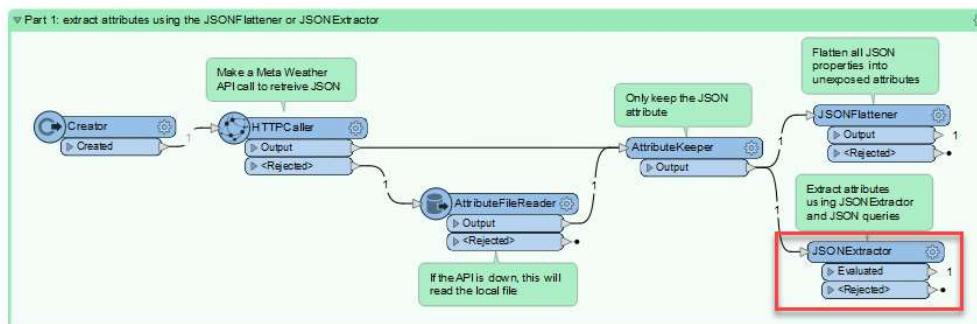 Part 1: extract attributes using the JSONFlattener or JSONExtractor
Make a Meta Weather
API call to retreive JSON
Flatten all JSON
properties into
unexposed attributes
Only keep the JSON
attribute
Creator
Created
1
HTTPCaller
Output
<Rejected>
1
AttributeFileReader
Output
<Rejected>
1
If the API is down, this will
read the local file
AttributeKeeper
Output
1
1
JSONFlattener
Output
1
<Rejected>
Extract attributes
using JSONExtractor
and JSON queries
JSONExtractor
Evaluated
1
<Rejected>